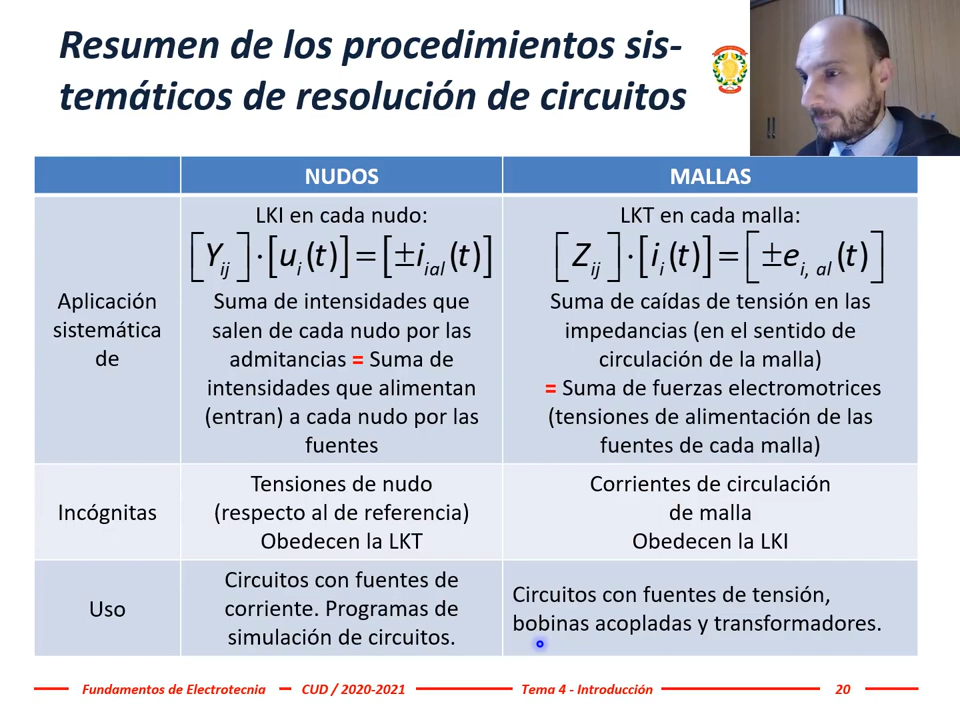 Resumen de los procedimientos sis-
temáticos de resolución de circuitos
NUDOS
MALLAS
Aplicación
sistemática
de
LKI en cada nudo:
[Y_ij] · [u_i(t)] = [±i_ial(t)]
Suma de intensidades que
salen de cada nudo por las
admitancias = Suma de
intensidades que alimentan
(entran) a cada nudo por las
fuentes
LKT en cada malla:
[Z_ij] · [i_i(t)] = [±e_i, al(t)]
Suma de caídas de tensión en las
impedancias (en el sentido de
circulación de la malla)
= Suma de fuerzas electromotrices
(tensiones de alimentación de las
fuentes de cada malla)
Incógnitas
Tensiones de nudo
(respecto al de referencia)
Obedecen la LKT
Corrientes de circulación
de malla
Obedecen la LKI
Uso
Circuitos con fuentes de
corriente. Programas de
simulación de circuitos.
Circuitos con fuentes de tensión,
bobinas acopladas y transformadores.
Fundamentos de Electrotecnia — CUD / 2020-2021 — Tema 4 - Introducción — 20